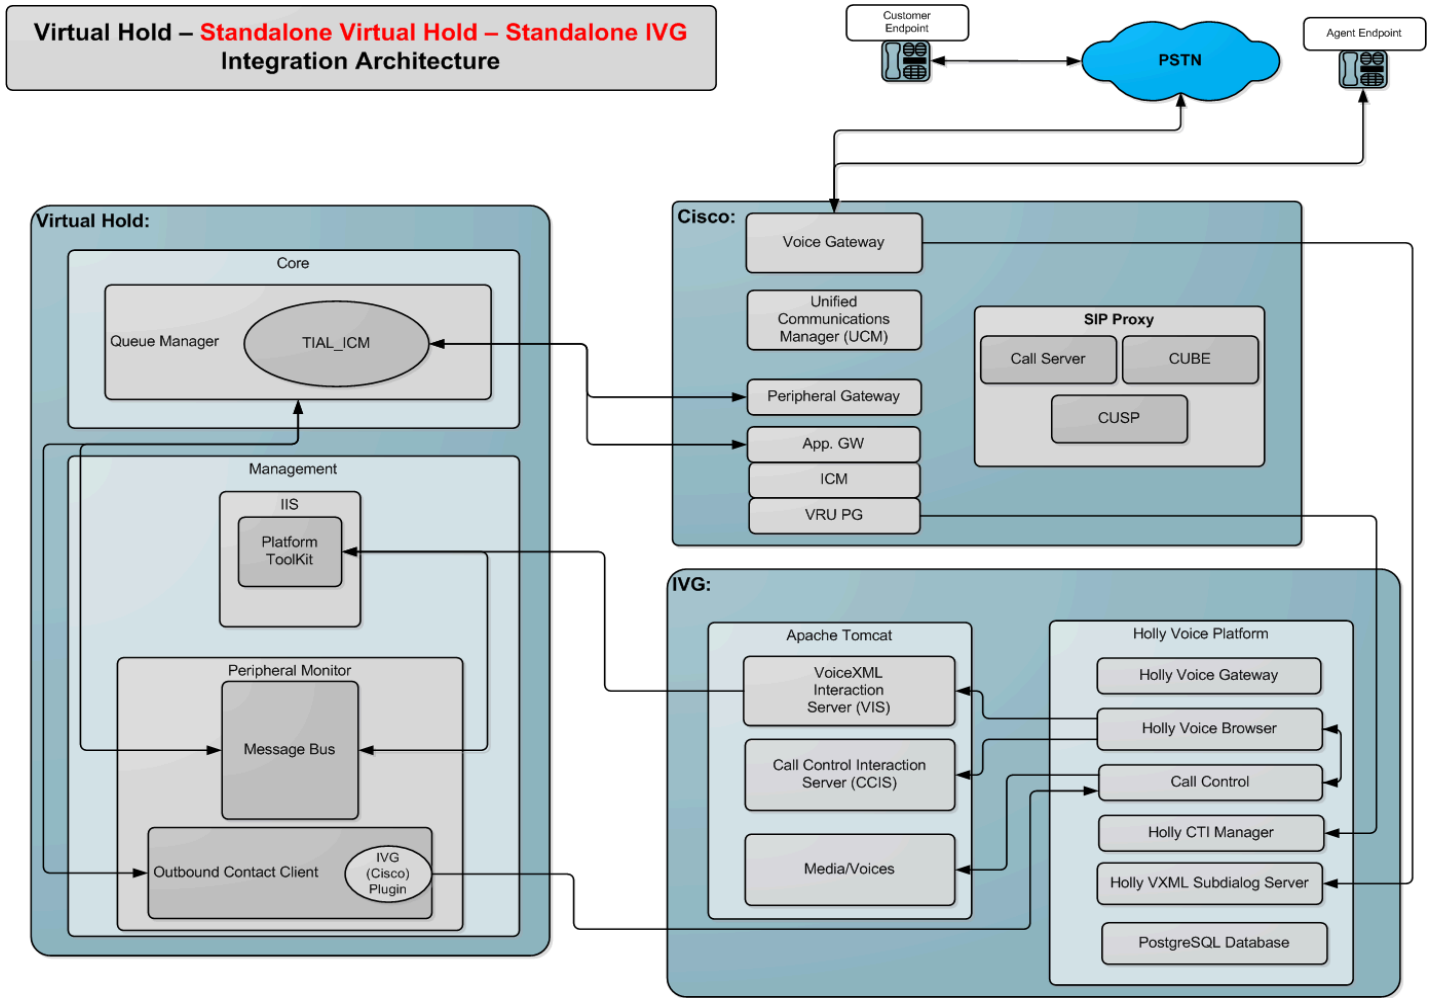 Virtual Hold – Standalone Virtual Hold – Standalone IVG
Integration Architecture
Customer
Endpoint
PSTN
Agent Endpoint
Virtual Hold:
Core
Queue Manager
TIAL_ICM
Management
IIS
Platform
ToolKit
Peripheral Monitor
Message Bus
Outbound Contact Client
IVG
(Cisco)
Plugin
Cisco:
Voice Gateway
Unified
Communications
Manager (UCM)
Peripheral Gateway
App. GW
ICM
VRU PG
SIP Proxy
Call Server
CUBE
CUSP
IVG:
Apache Tomcat
VoiceXML
Interaction
Server (VIS)
Call Control Interaction
Server (CCIS)
Media/Voices
Holly Voice Platform
Holly Voice Gateway
Holly Voice Browser
Call Control
Holly CTI Manager
Holly VXML Subdialog Server
PostgreSQL Database